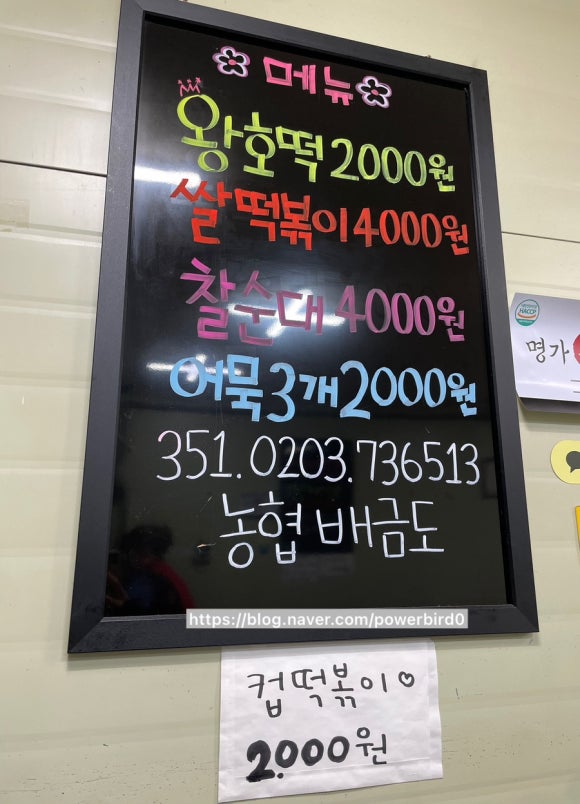 메뉴
왕호떡 2000원
쌀떡볶이 4000원
찰순대 4000원
어묵3개 2000원
351.0203.736513
농협 배금도
https://blog.naver.com/powerbird0
컵떡볶이♡
2.000원
HACCP
명가